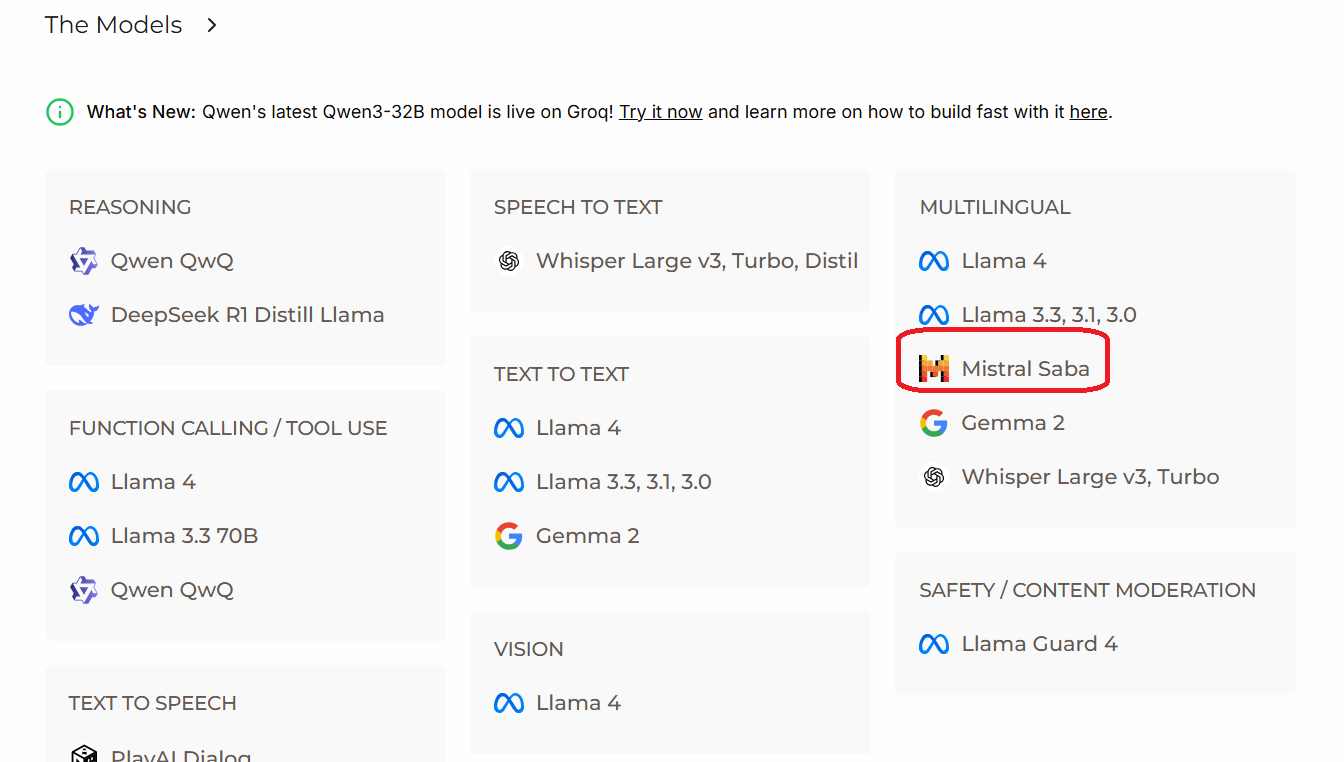 The Models
What's New: Qwen's latest Qwen3-32B model is live on Groq! Try it now and learn more on how to build fast with it here.
REASONING
Qwen QwQ
DeepSeek R1 Distill Llama
FUNCTION CALLING / TOOL USE
Llama 4
Llama 3.3 70B
Qwen QwQ
TEXT TO SPEECH
PlayAI Dialog
SPEECH TO TEXT
Whisper Large v3, Turbo, Distil
TEXT TO TEXT
Llama 4
Llama 3.3, 3.1, 3.0
Gemma 2
VISION
Llama 4
MULTILINGUAL
Llama 4
Llama 3.3, 3.1, 3.0
Mistral Saba
Gemma 2
Whisper Large v3, Turbo
SAFETY / CONTENT MODERATION
Llama Guard 4